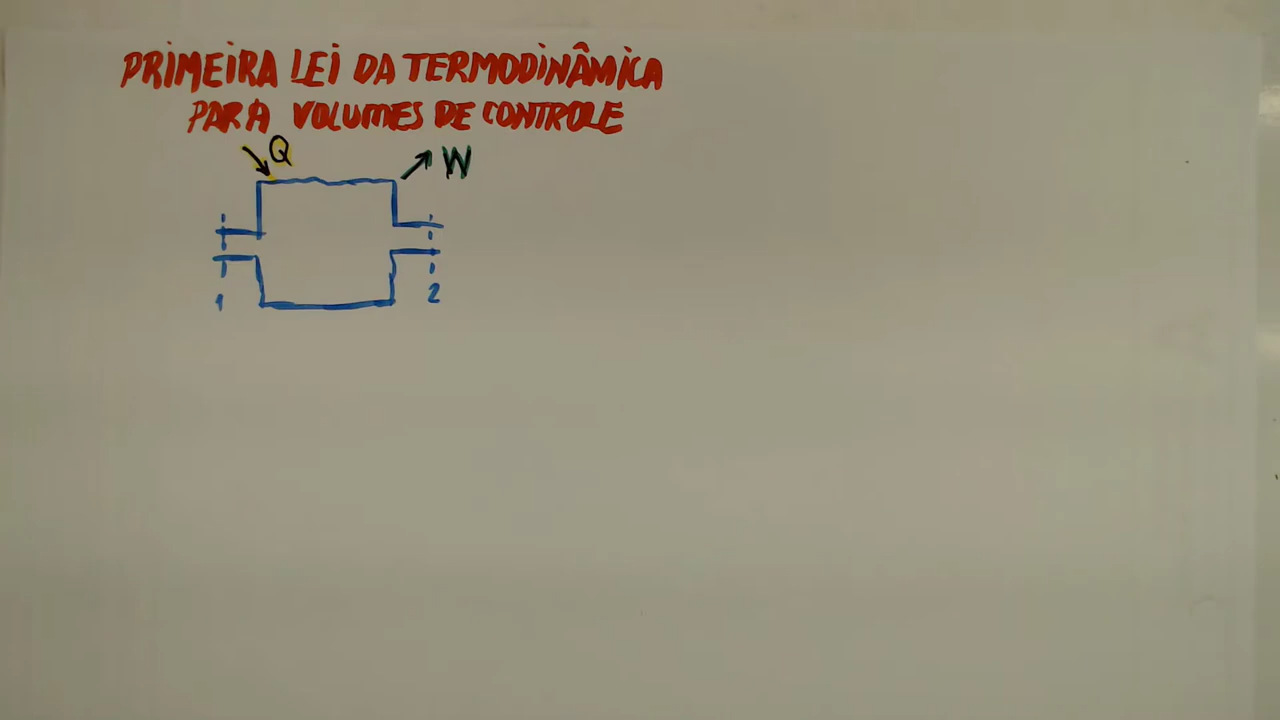 PRIMEIRA LEI DA TERMODINÂMICA
PARA VOLUMES DE CONTROLE
Q W
1 2